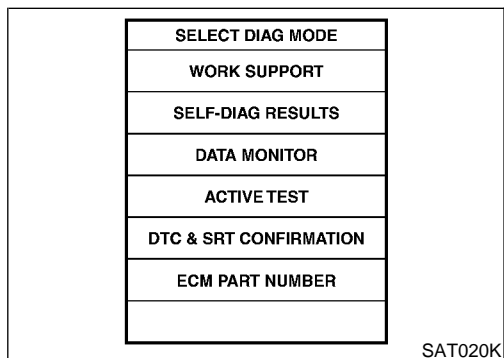 SELECT DIAG MODE
WORK SUPPORT
SELF-DIAG RESULTS
DATA MONITOR
ACTIVE TEST
DTC & SRT CONFIRMATION
ECM PART NUMBER
SAT020K